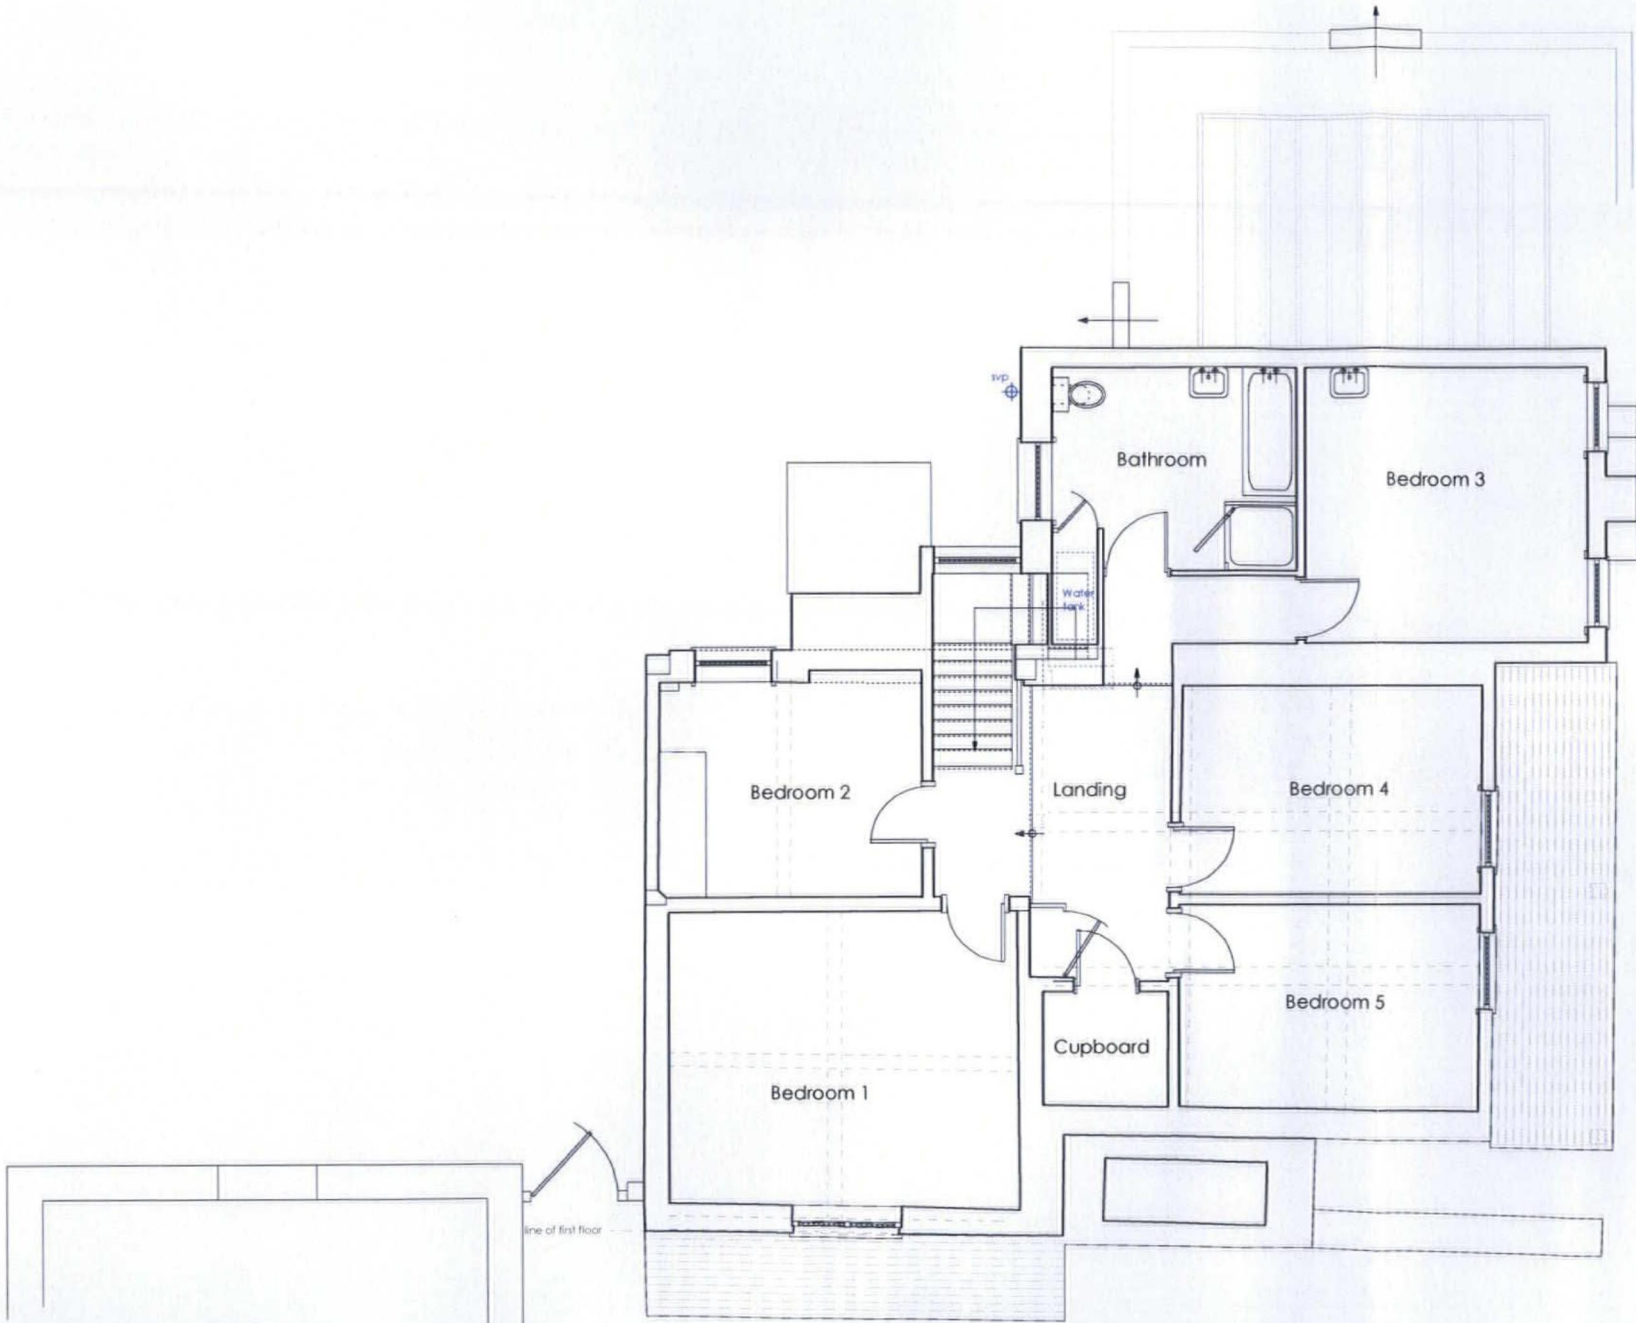 svp
Bathroom
Bedroom 3
Water
tank
Bedroom 2
Landing
Bedroom 4
Bedroom 5
Cupboard
Bedroom 1
line of first floor